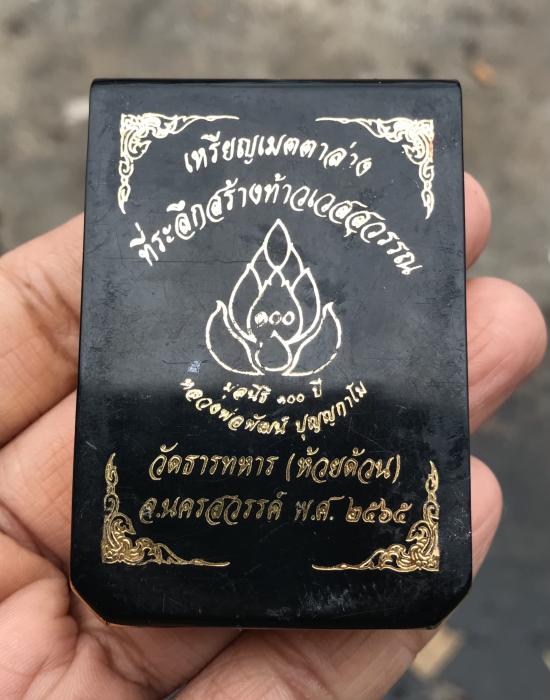 เหรียญเมตตาล่าง
ที่ระลึกสร้างท้าวเวสสุวรรณ
๑๐๐
มูลนิธิ ๑๐๐ ปี
หลวงพ่อพัฒน์ ปุญญกาโม
วัดธารทหาร (ห้วยด้วน)
จ.นครสวรรค์ พ.ศ. ๒๕๖๕